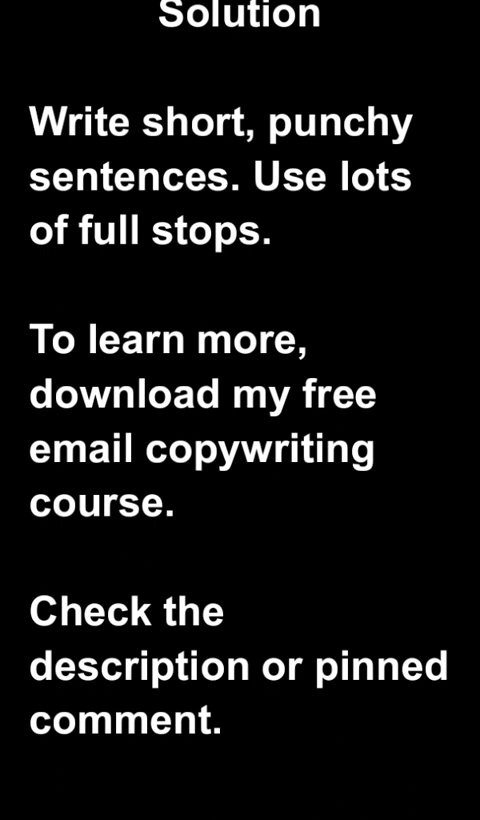 Solution
Write short, punchy
sentences. Use lots
of full stops.
To learn more,
download my free
email copywriting
course.
Check the
description or pinned
comment.